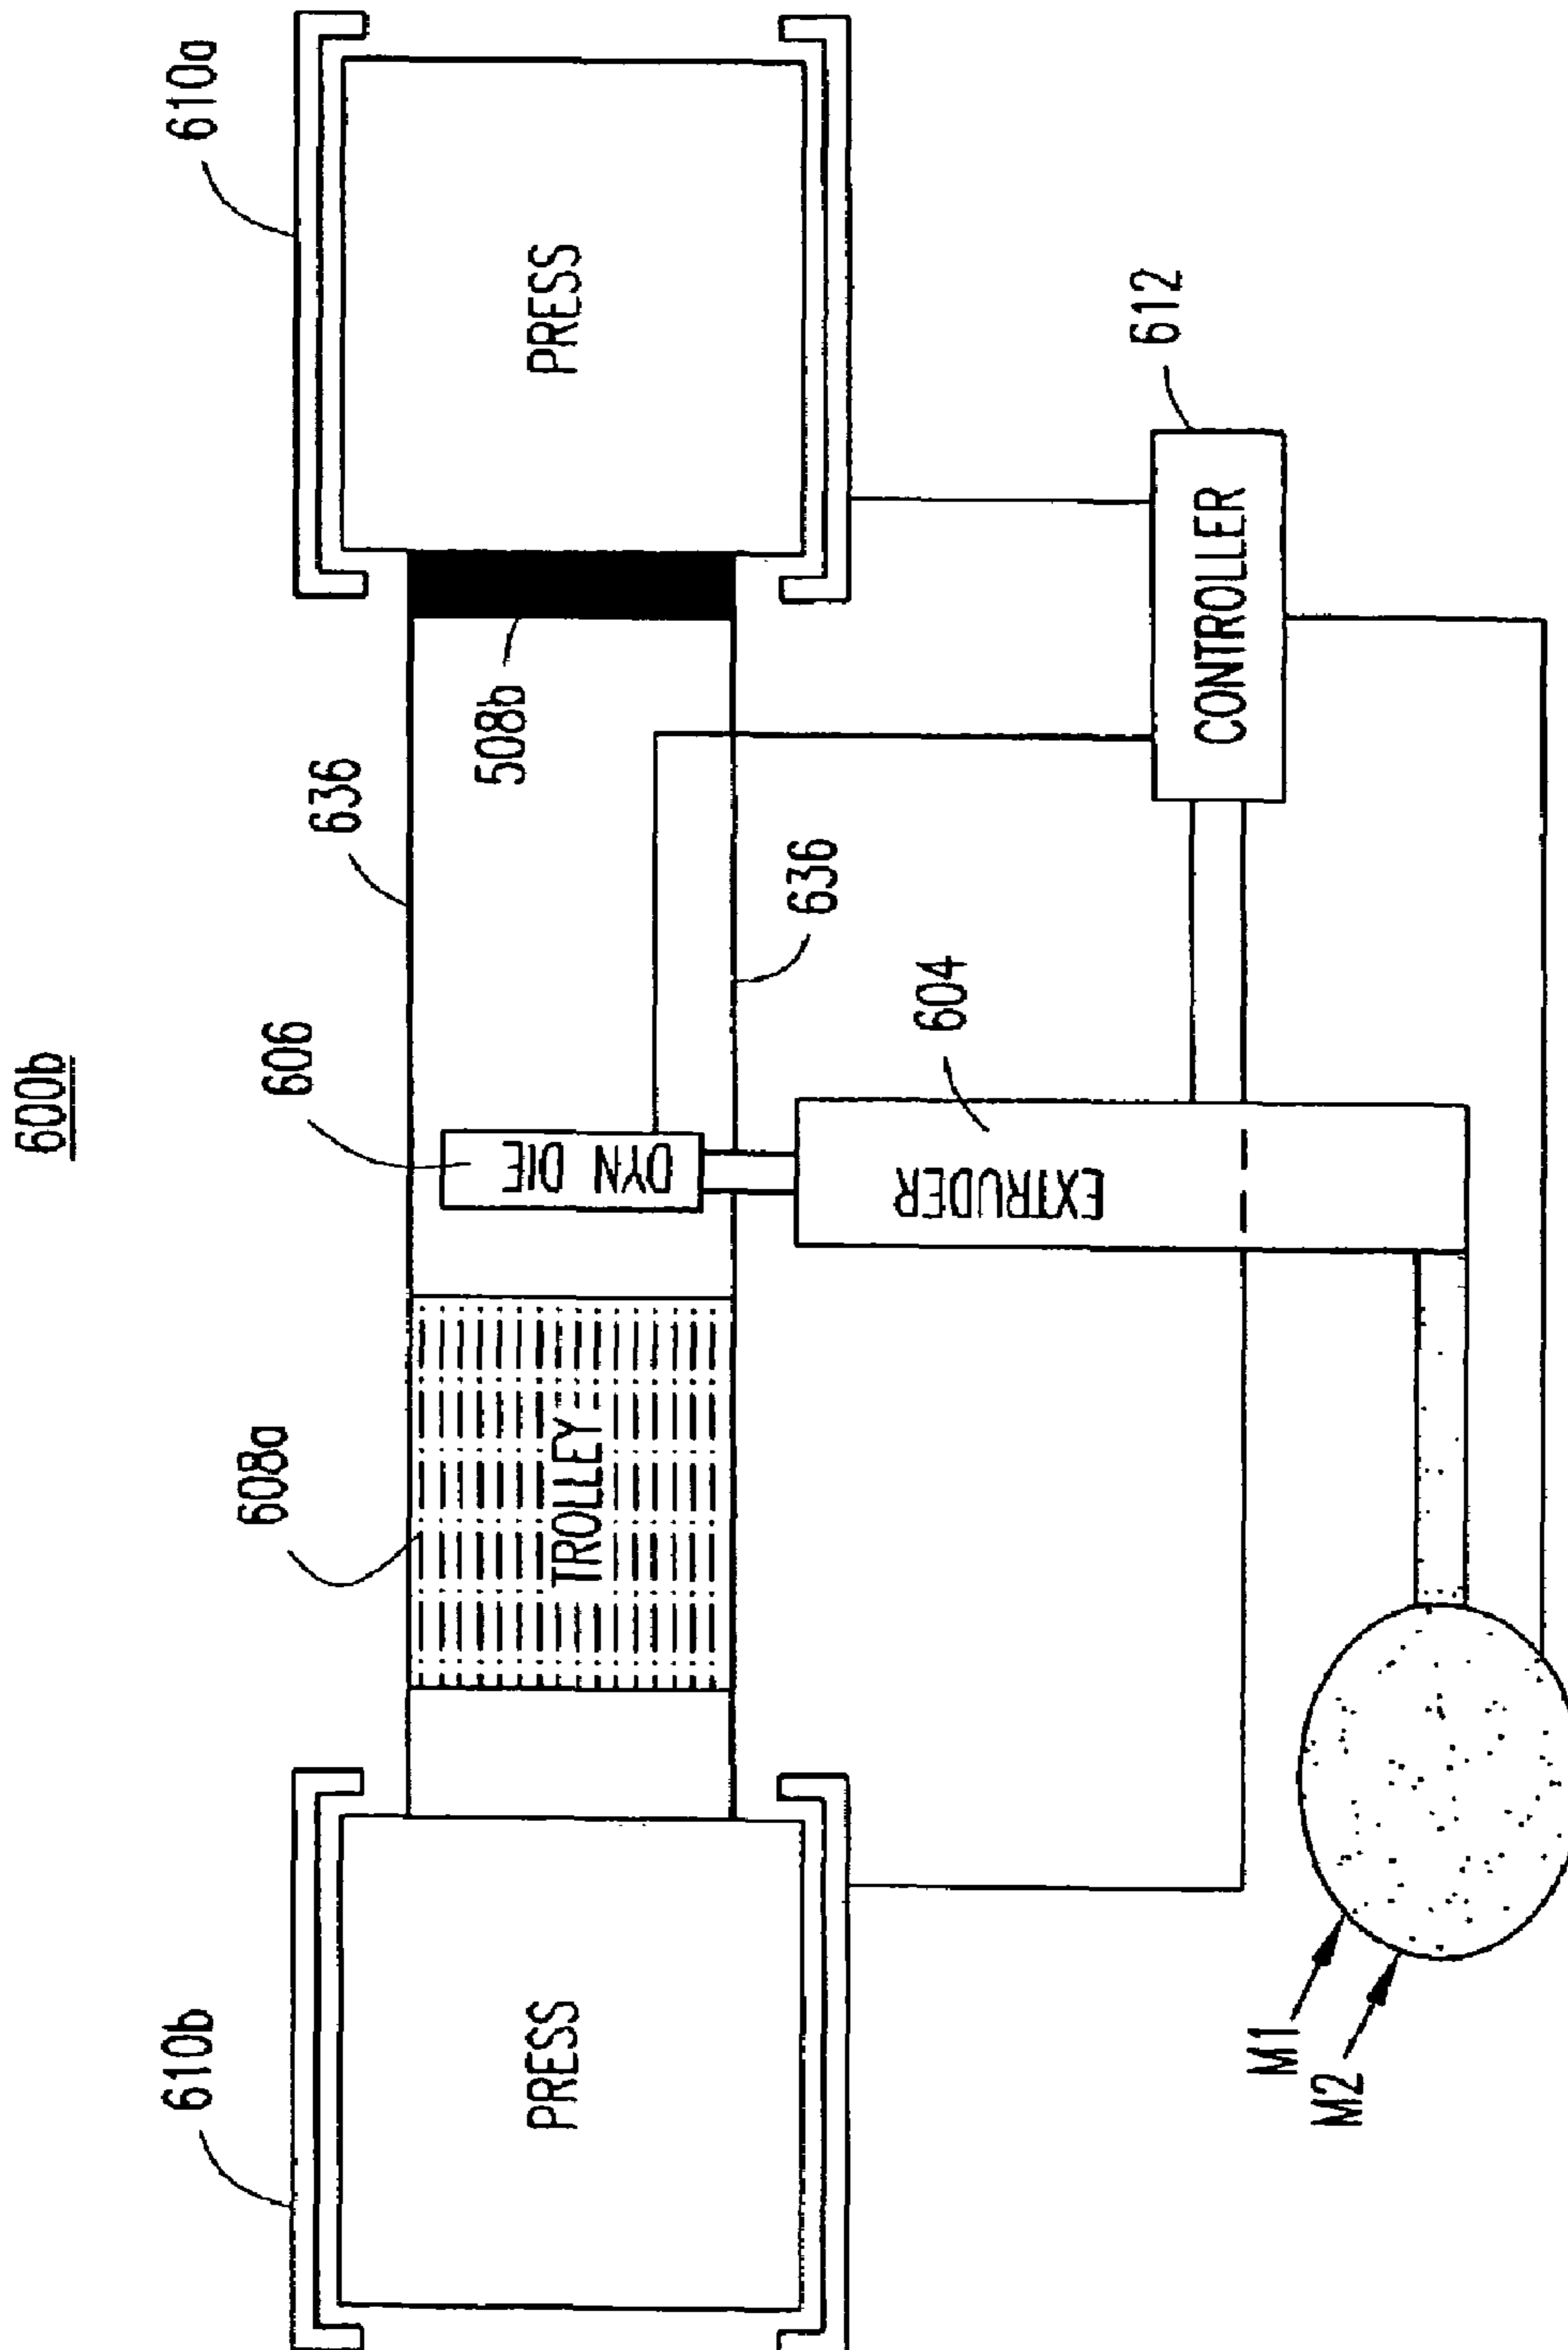 600b
610b
608a
606
636
610a
PRESS
TROLLEY
DYN DIE
508b
PRESS
636
EXTRUDER
604
CONTROLLER
612
M1
M2